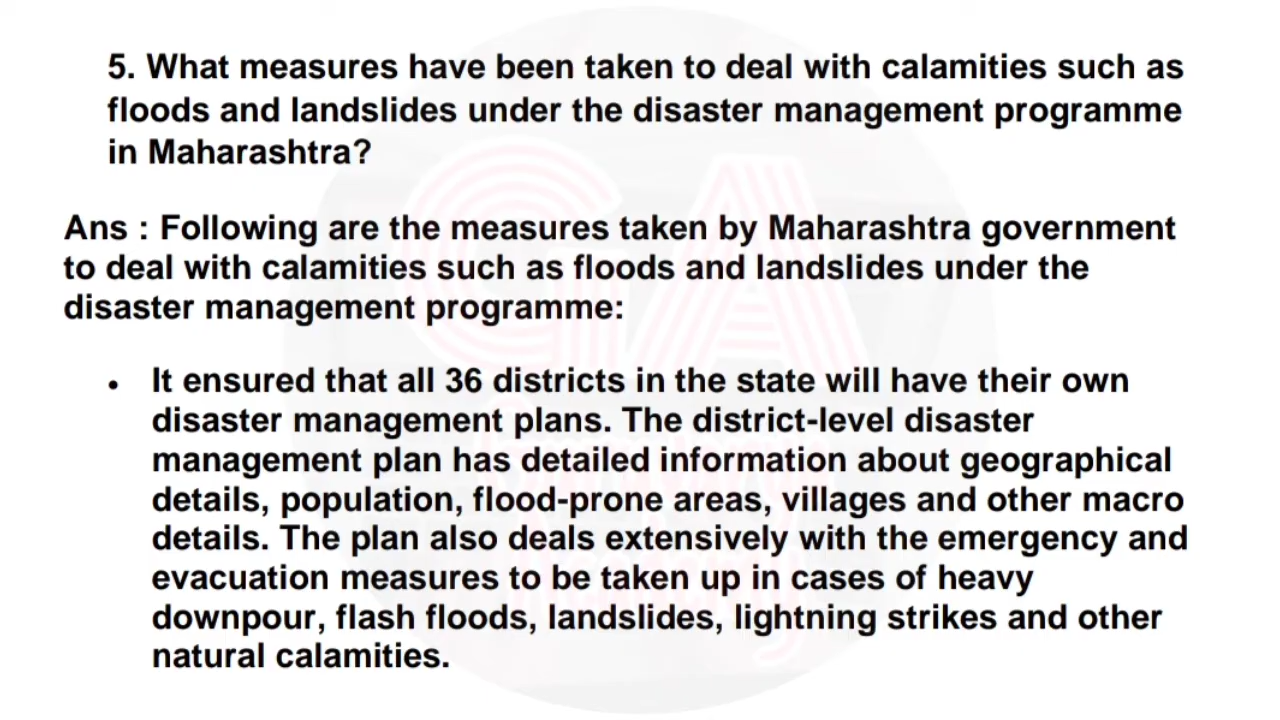 5. What measures have been taken to deal with calamities such as
floods and landslides under the disaster management programme
in Maharashtra?
Ans : Following are the measures taken by Maharashtra government
to deal with calamities such as floods and landslides under the
disaster management programme:
• It ensured that all 36 districts in the state will have their own
disaster management plans. The district-level disaster
management plan has detailed information about geographical
details, population, flood-prone areas, villages and other macro
details. The plan also deals extensively with the emergency and
evacuation measures to be taken up in cases of heavy
downpour, flash floods, landslides, lightning strikes and other
natural calamities.
GA